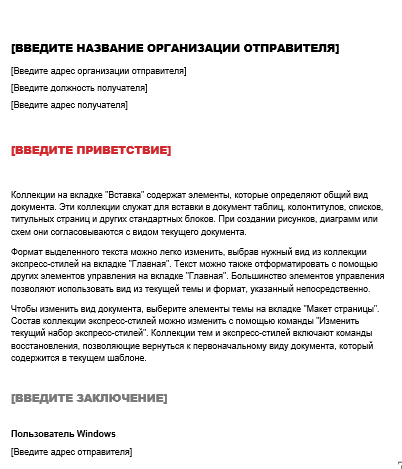 [ВВЕДИТЕ НАЗВАНИЕ ОРГАНИЗАЦИИ ОТПРАВИТЕЛЯ]
[Введите адрес организации отправителя]
[Введите должность получателя]
[Введите адрес получателя]
[ВВЕДИТЕ ПРИВЕТСТВИЕ]
Коллекции на вкладке "Вставка" содержат элементы, которые определяют общий вид
документа. Эти коллекции служат для вставки в документ таблиц, колонтитулов, списков,
титульных страниц и других стандартных блоков. При создании рисунков, диаграмм или
схем они согласовываются с видом текущего документа.
Формат выделенного текста можно легко изменить, выбрав нужный вид из коллекции
экспресс-стилей на вкладке "Главная". Текст можно также отформатировать с помощью
других элементов управления на вкладке "Главная". Большинство элементов управления
позволяют использовать вид из текущей темы и формат, указанный непосредственно.
Чтобы изменить вид документа, выберите элементы темы на вкладке "Макет страницы".
Состав коллекции экспресс-стилей можно изменить с помощью команды "Изменить
текущий набор экспресс-стилей". Коллекции тем и экспресс-стилей включают команды
восстановления, позволяющие вернуться к первоначальному виду документа, который
содержится в текущем шаблоне.
[ВВЕДИТЕ ЗАКЛЮЧЕНИЕ]
Пользователь Windows
[Введите адрес отправителя]